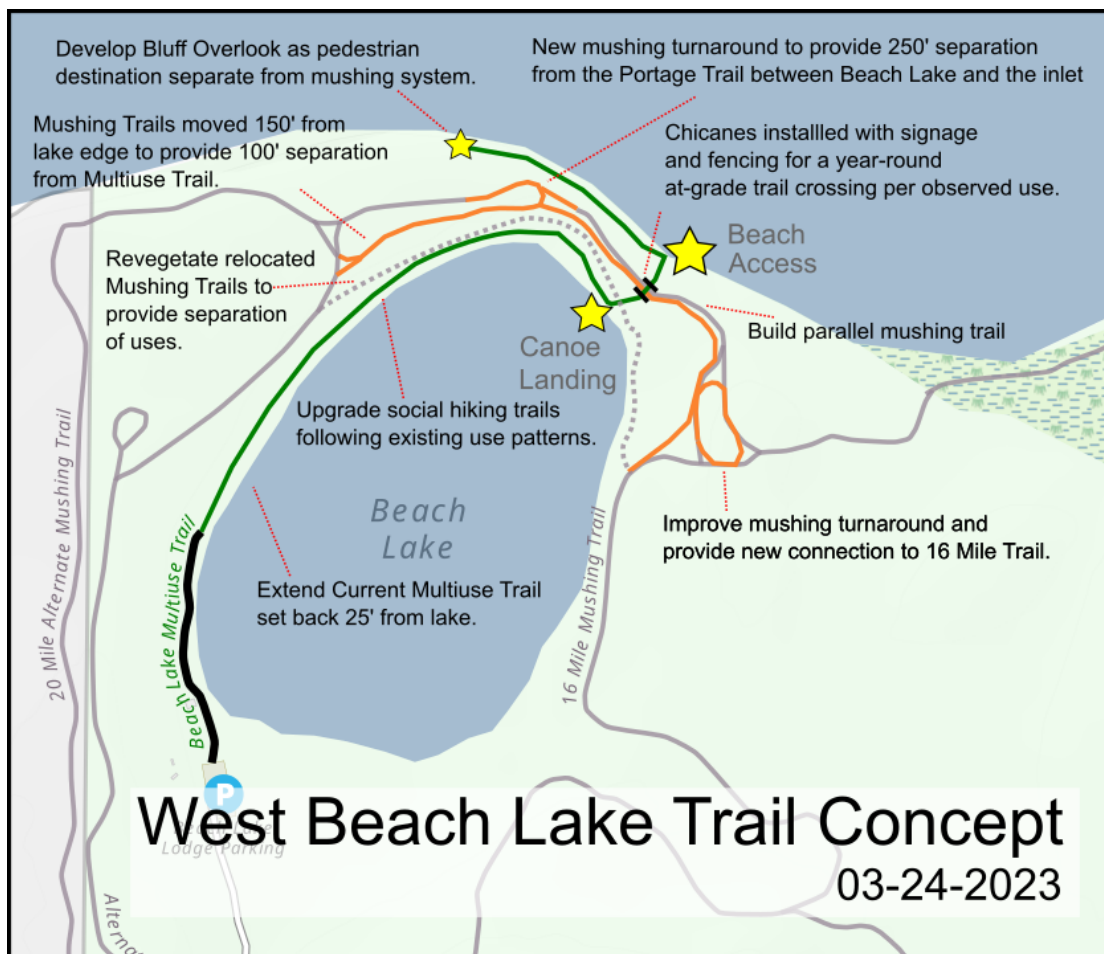 Develop Bluff Overlook as pedestrian
destination separate from mushing system.
New mushing turnaround to provide 250' separation
from the Portage Trail between Beach Lake and the inlet
Mushing Trails moved 150' from
lake edge to provide 100' separation
from Multiuse Trail.
Chicanes installled with signage
and fencing for a year-round
at-grade trail crossing per observed use.
Beach
Access
Revegetate relocated
Mushing Trails to
provide separation
of uses.
Build parallel mushing trail
Canoe
Landing
Upgrade social hiking trails
following existing use patterns.
20 Mile Alternate Mushing Trail
Beach
Lake
Improve mushing turnaround and
provide new connection to 16 Mile Trail.
Extend Current Multiuse Trail
set back 25' from lake.
Beach Lake Multiuse Trail
16 Mile Mushing Trail
P
West Beach Lake Trail Concept
Beach Lake
Lodge Parking
03-24-2023